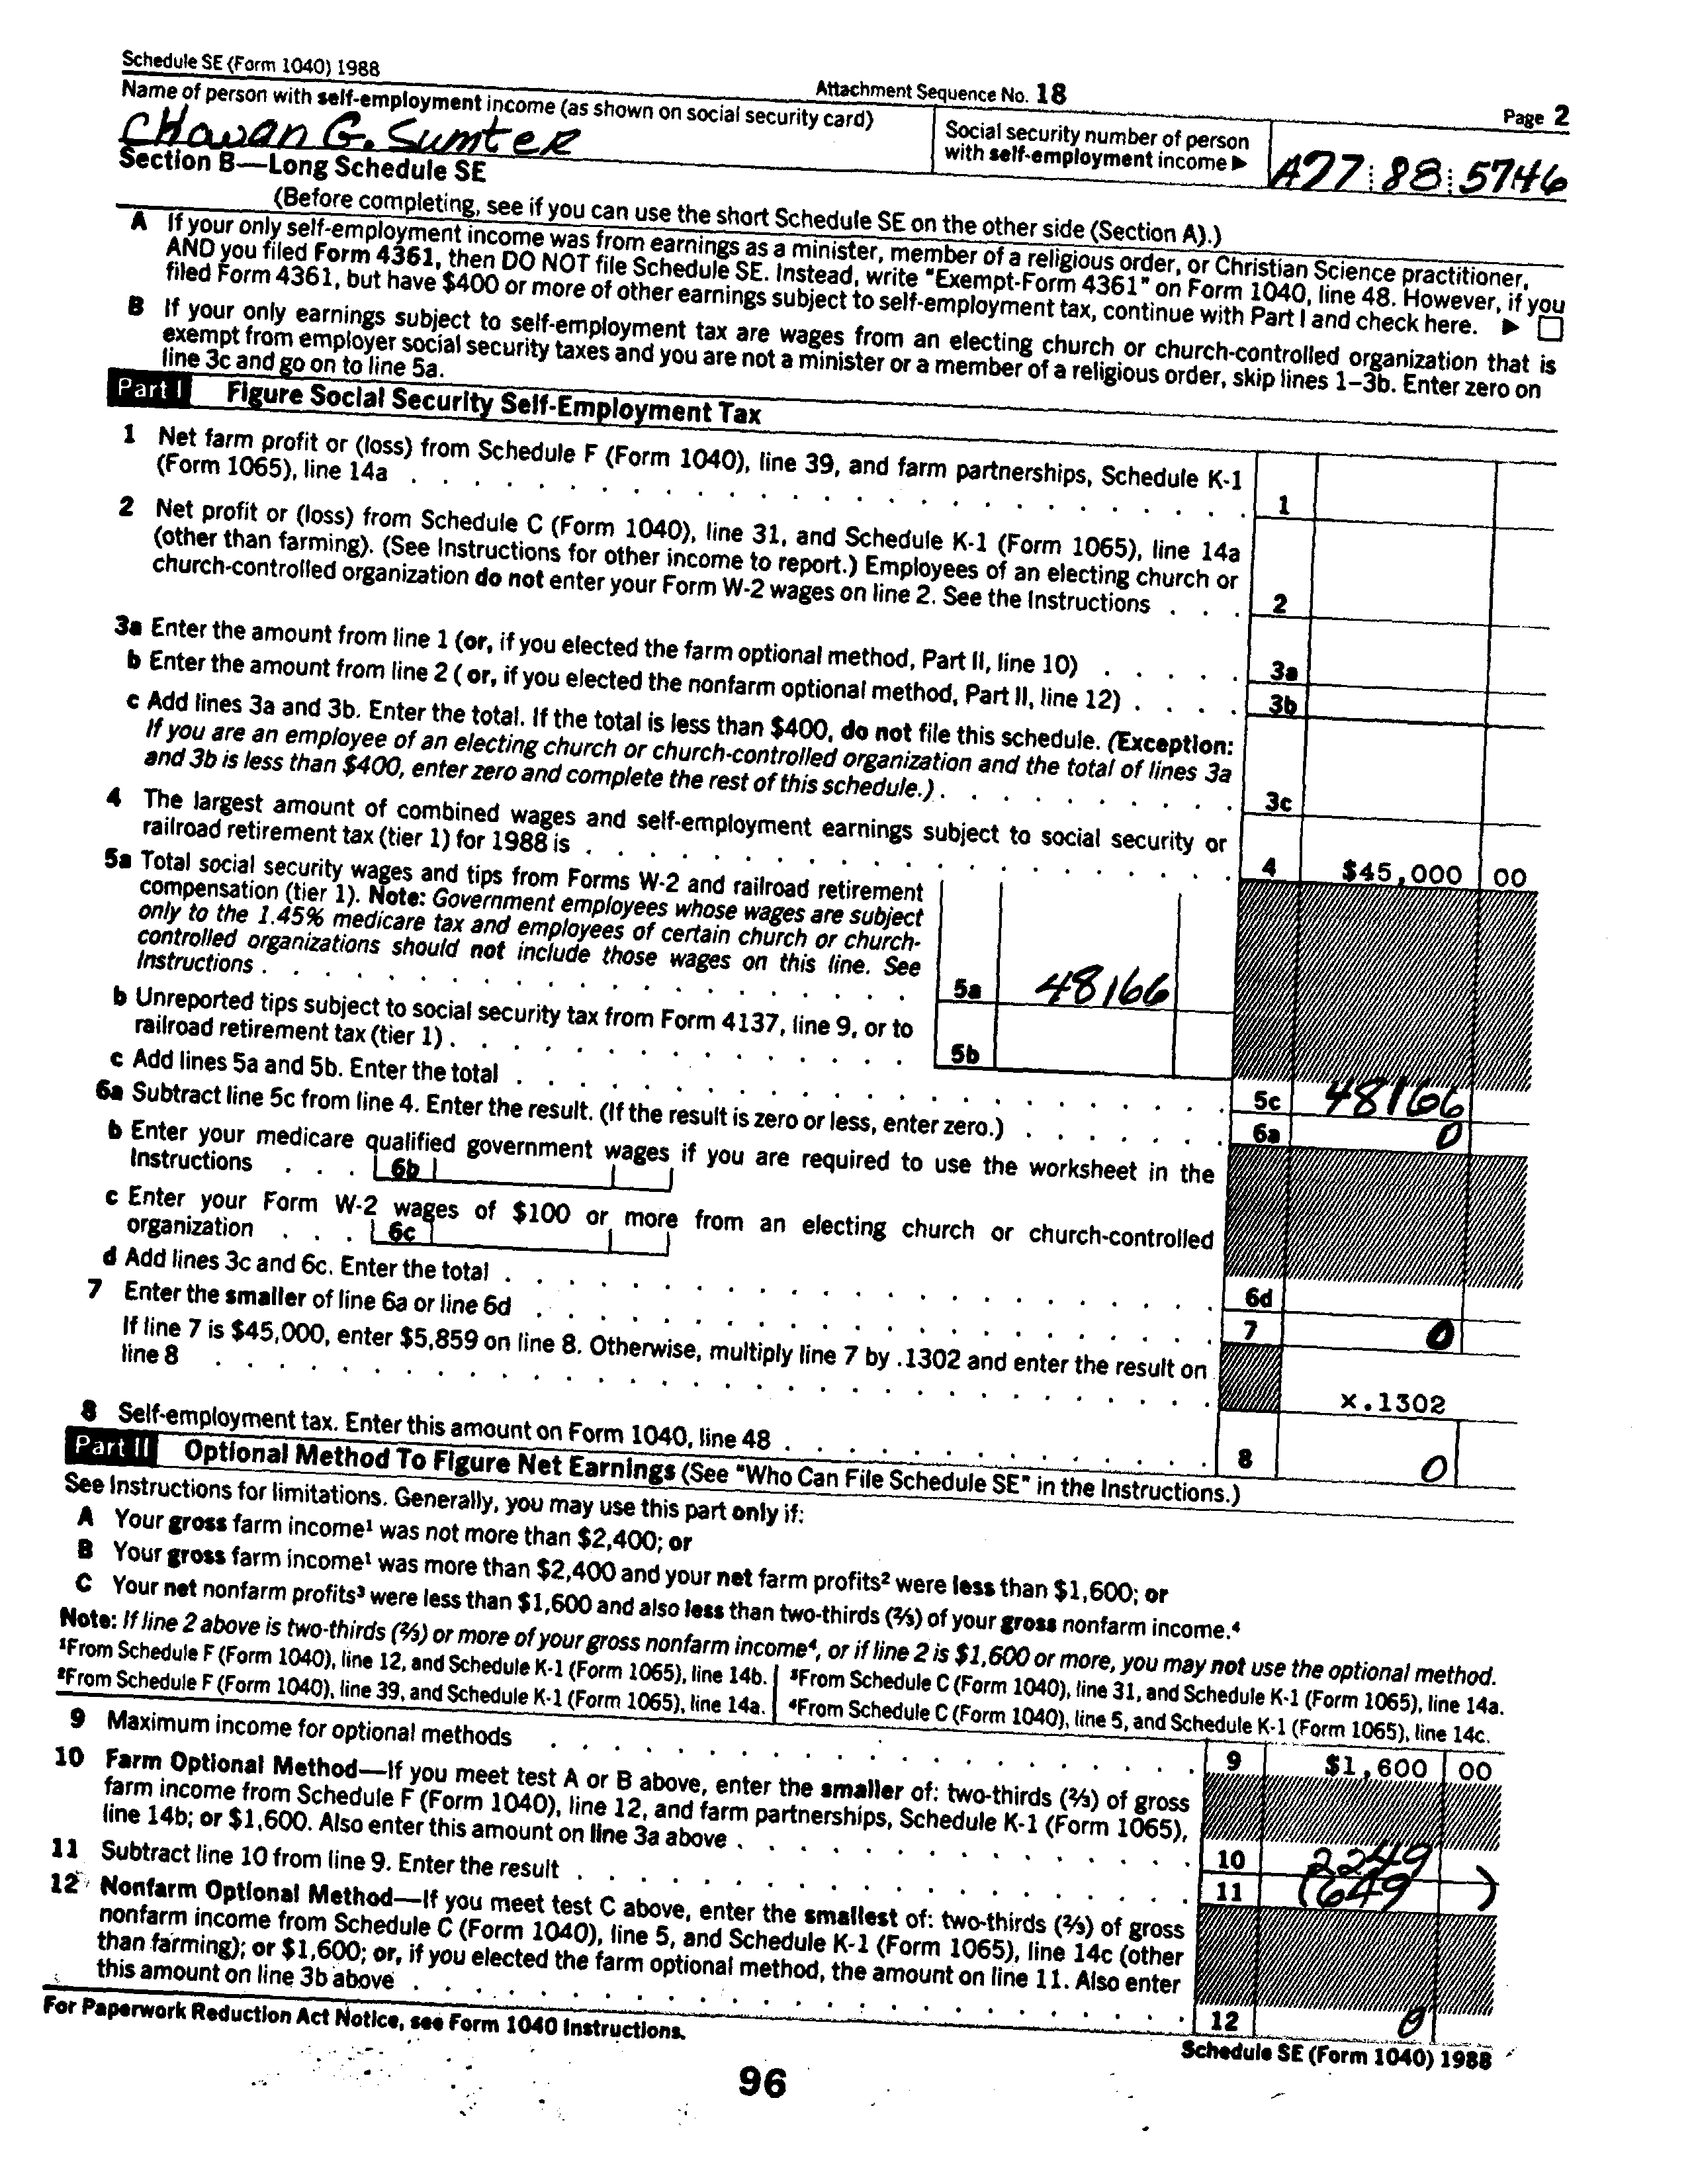 Schedule SE (Form 1040) 1988
Attachment Sequence No. 18
Page 2
Name of person with self-employment income (as shown on social security card)
CHavan G. Sumter
Social security number of person
with self-employment income ▶
A77 88 5746
Section B—Long Schedule SE
(Before completing, see if you can use the short Schedule SE on the other side (Section A).)
A If your only self-employment income was from earnings as a minister, member of a religious order, or Christian Science practitioner,
AND you filed Form 4361, then DO NOT file Schedule SE. Instead, write "Exempt-Form 4361" on Form 1040, line 48. However, if you
filed Form 4361, but have $400 or more of other earnings subject to self-employment tax, continue with Part I and check here. ▶ □
B If your only earnings subject to self-employment tax are wages from an electing church or church-controlled organization that is
exempt from employer social security taxes and you are not a minister or a member of a religious order, skip lines 1–3b. Enter zero on
line 3c and go on to line 5a.
Part I Figure Social Security Self-Employment Tax
1 Net farm profit or (loss) from Schedule F (Form 1040), line 39, and farm partnerships, Schedule K-1
(Form 1065), line 14a 1
2 Net profit or (loss) from Schedule C (Form 1040), line 31, and Schedule K-1 (Form 1065), line 14a
(other than farming). (See Instructions for other income to report.) Employees of an electing church or
church-controlled organization do not enter your Form W-2 wages on line 2. See the Instructions 2
3a Enter the amount from line 1 (or, if you elected the farm optional method, Part II, line 10) 3a
b Enter the amount from line 2 ( or, if you elected the nonfarm optional method, Part II, line 12) 3b
c Add lines 3a and 3b. Enter the total. If the total is less than $400, do not file this schedule. (Exception:
If you are an employee of an electing church or church-controlled organization and the total of lines 3a
and 3b is less than $400, enter zero and complete the rest of this schedule.) 3c
4 The largest amount of combined wages and self-employment earnings subject to social security or
railroad retirement tax (tier 1) for 1988 is 4 $45,000 00
5a Total social security wages and tips from Forms W-2 and railroad retirement
compensation (tier 1). Note: Government employees whose wages are subject
only to the 1.45% medicare tax and employees of certain church or church-
controlled organizations should not include those wages on this line. See
Instructions 5a 48166
b Unreported tips subject to social security tax from Form 4137, line 9, or to
railroad retirement tax (tier 1) 5b
c Add lines 5a and 5b. Enter the total 5c 48166
6a Subtract line 5c from line 4. Enter the result. (If the result is zero or less, enter zero.) 6a 0
b Enter your medicare qualified government wages if you are required to use the worksheet in the
Instructions 6b
c Enter your Form W-2 wages of $100 or more from an electing church or church-controlled
organization 6c
d Add lines 3c and 6c. Enter the total 6d
7 Enter the smaller of line 6a or line 6d 7 0
If line 7 is $45,000, enter $5,859 on line 8. Otherwise, multiply line 7 by .1302 and enter the result on
line 8 x.1302
8 Self-employment tax. Enter this amount on Form 1040, line 48 8 0
Part II Optional Method To Figure Net Earnings (See "Who Can File Schedule SE" in the Instructions.)
See Instructions for limitations. Generally, you may use this part only if:
A Your gross farm income¹ was not more than $2,400; or
B Your gross farm income¹ was more than $2,400 and your net farm profits² were less than $1,600; or
C Your net nonfarm profits³ were less than $1,600 and also less than two-thirds (⅔) of your gross nonfarm income.⁴
Note: If line 2 above is two-thirds (⅔) or more of your gross nonfarm income⁴, or if line 2 is $1,600 or more, you may not use the optional method.
¹From Schedule F (Form 1040), line 12, and Schedule K-1 (Form 1065), line 14b.
²From Schedule F (Form 1040), line 39, and Schedule K-1 (Form 1065), line 14a.
³From Schedule C (Form 1040), line 31, and Schedule K-1 (Form 1065), line 14a.
⁴From Schedule C (Form 1040), line 5, and Schedule K-1 (Form 1065), line 14c.
9 Maximum income for optional methods 9 $1,600 00
10 Farm Optional Method—If you meet test A or B above, enter the smaller of: two-thirds (⅔) of gross
farm income from Schedule F (Form 1040), line 12, and farm partnerships, Schedule K-1 (Form 1065),
line 14b; or $1,600. Also enter this amount on line 3a above 10 2249
11 Subtract line 10 from line 9. Enter the result 11 (649)
12 Nonfarm Optional Method—If you meet test C above, enter the smallest of: two-thirds (⅔) of gross
nonfarm income from Schedule C (Form 1040), line 5, and Schedule K-1 (Form 1065), line 14c (other
than farming); or $1,600; or, if you elected the farm optional method, the amount on line 11. Also enter
this amount on line 3b above 12 0
For Paperwork Reduction Act Notice, see Form 1040 Instructions.
Schedule SE (Form 1040) 1988
96